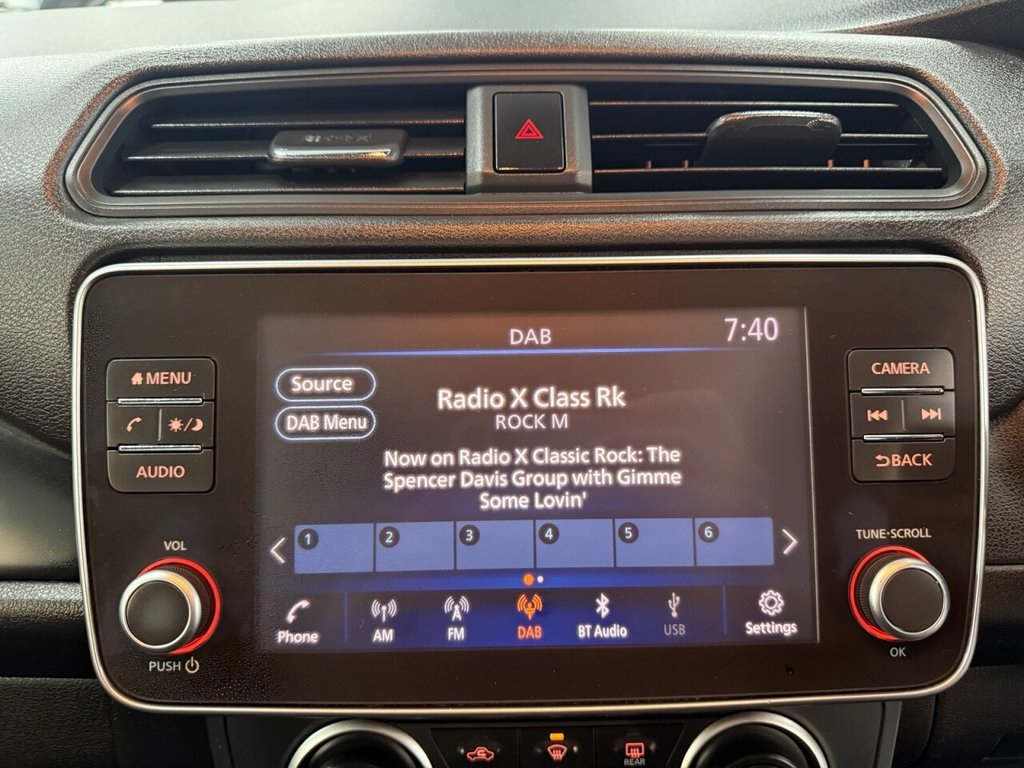 DAB
7:40
MENU
Source
Radio X Class Rk
ROCK M
DAB Menu
AUDIO
Now on Radio X Classic Rock: The
Spencer Davis Group with Gimme
Some Lovin'
CAMERA
BACK
1 2 3 4 5 6
VOL
TUNE·SCROLL
Phone
AM
FM
DAB
BT Audio
USB
Settings
PUSH
OK
REAR